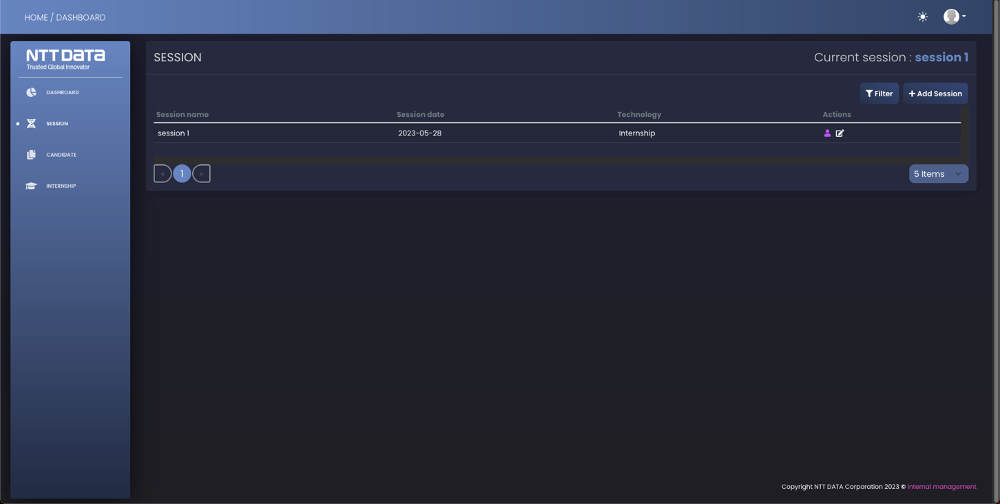 HOME / DASHBOARD
NTT DATA
Trusted Global Innovator
DASHBOARD
SESSION
CANDIDATE
INTERNSHIP
SESSION
Current session : session 1
Filter
+ Add Session
Session name Session date Technology Actions
session 1 2023-05-28 Internship
« 1 »
5 Items
Copyright NTT DATA Corporation 2023 © Internal management